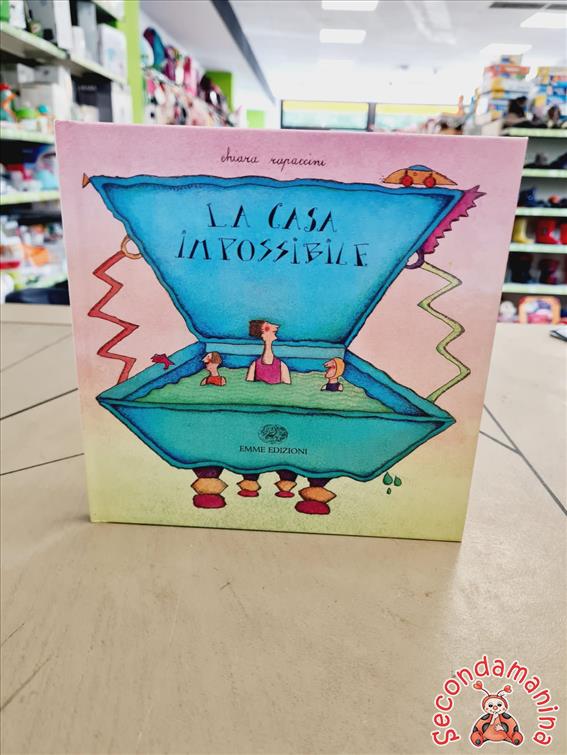 chiara rapaccini
LA CASA
IMPOSSIBILE
EMME EDIZIONI
Secondamanina